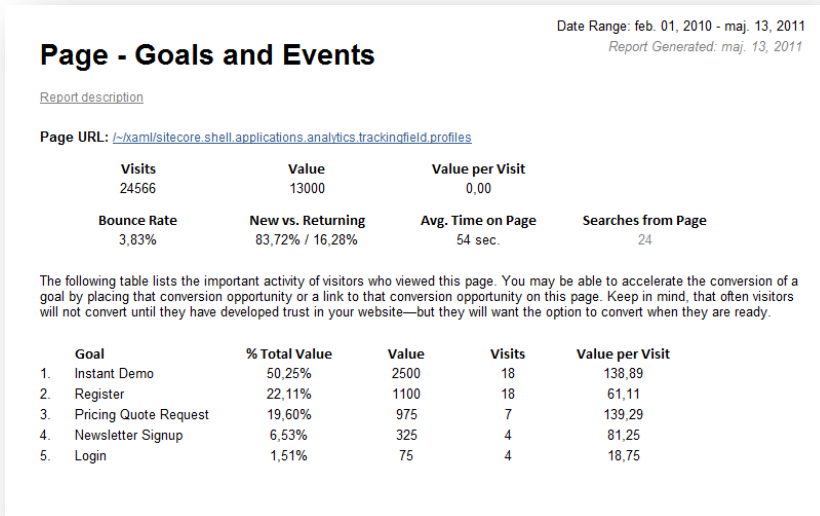 Date Range: feb. 01, 2010 - maj. 13, 2011
Page - Goals and Events
Report Generated: maj. 13, 2011
Report description
Page URL: /~/xaml/sitecore.shell.applications.analytics.trackingfield.profiles
Visits Value Value per Visit
24566 13000 0,00
Bounce Rate New vs. Returning Avg. Time on Page Searches from Page
3,83% 83,72% / 16,28% 54 sec. 24
The following table lists the important activity of visitors who viewed this page. You may be able to accelerate the conversion of a
goal by placing that conversion opportunity or a link to that conversion opportunity on this page. Keep in mind, that often visitors
will not convert until they have developed trust in your website—but they will want the option to convert when they are ready.
Goal % Total Value Value Visits Value per Visit
1. Instant Demo 50,25% 2500 18 138,89
2. Register 22,11% 1100 18 61,11
3. Pricing Quote Request 19,60% 975 7 139,29
4. Newsletter Signup 6,53% 325 4 81,25
5. Login 1,51% 75 4 18,75